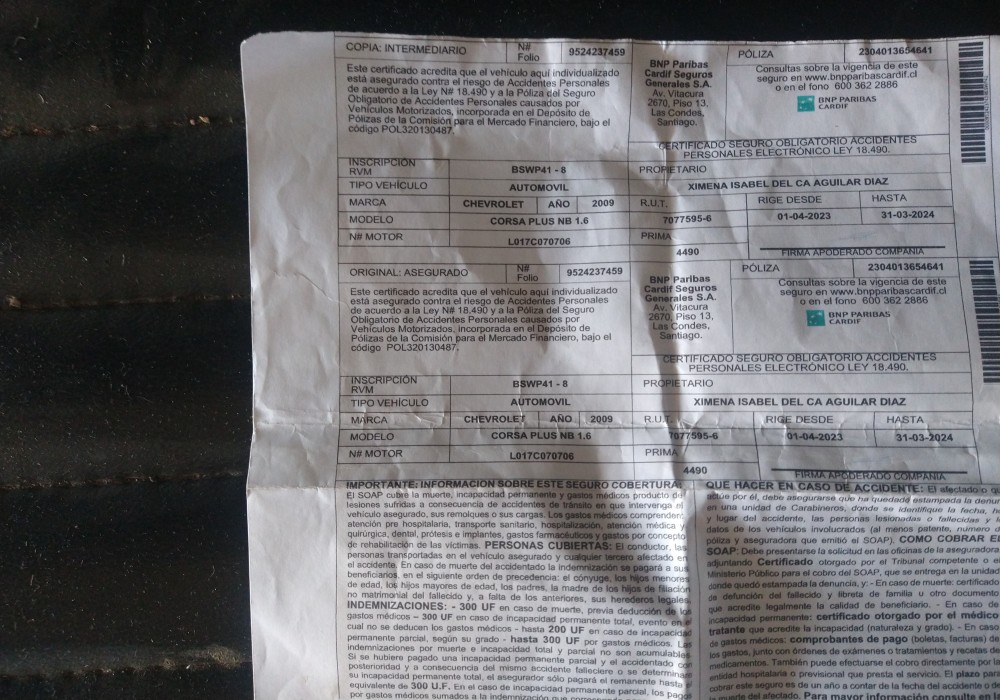 COPIA: INTERMEDIARIO N# Folio 9524237459
Este certificado acredita que el vehículo aquí individualizado
está asegurado contra el riesgo de Accidentes Personales
de acuerdo a la Ley N# 18.490 y a la Póliza del Seguro
Obligatorio de Accidentes Personales causados por
Vehículos Motorizados, incorporada en el Depósito de
Pólizas de la Comisión para el Mercado Financiero, bajo el
código POL320130487.
BNP Paribas
Cardif Seguros
Generales S.A.
Av. Vitacura
2670, Piso 13,
Las Condes,
Santiago.
PÓLIZA 2304013654641
Consultas sobre la vigencia de este
seguro en www.bnpparibascardif.cl
o en el fono 600 362 2886
BNP PARIBAS
CARDIF
CERTIFICADO SEGURO OBLIGATORIO ACCIDENTES
PERSONALES ELECTRÓNICO LEY 18.490.
INSCRIPCIÓN RVM BSWP41 - 8 PROPIETARIO
TIPO VEHÍCULO AUTOMOVIL XIMENA ISABEL DEL CA AGUILAR DIAZ
MARCA CHEVROLET AÑO 2009 R.U.T. RIGE DESDE HASTA
MODELO CORSA PLUS NB 1.6 7077595-6 01-04-2023 31-03-2024
N# MOTOR L017C070706 PRIMA
4490 FIRMA APODERADO COMPAÑIA
ORIGINAL: ASEGURADO N# Folio 9524237459
Este certificado acredita que el vehículo aquí individualizado
está asegurado contra el riesgo de Accidentes Personales
de acuerdo a la Ley N# 18.490 y a la Póliza del Seguro
Obligatorio de Accidentes Personales causados por
Vehículos Motorizados, incorporada en el Depósito de
Pólizas de la Comisión para el Mercado Financiero, bajo el
código POL320130487.
BNP Paribas
Cardif Seguros
Generales S.A.
Av. Vitacura
2670, Piso 13,
Las Condes,
Santiago.
PÓLIZA 2304013654641
Consultas sobre la vigencia de este
seguro en www.bnpparibascardif.cl
o en el fono 600 362 2886
BNP PARIBAS
CARDIF
CERTIFICADO SEGURO OBLIGATORIO ACCIDENTES
PERSONALES ELECTRÓNICO LEY 18.490.
INSCRIPCIÓN RVM BSWP41 - 8 PROPIETARIO
TIPO VEHÍCULO AUTOMOVIL XIMENA ISABEL DEL CA AGUILAR DIAZ
MARCA CHEVROLET AÑO 2009 R.U.T. RIGE DESDE HASTA
MODELO CORSA PLUS NB 1.6 7077595-6 01-04-2023 31-03-2024
N# MOTOR L017C070706 PRIMA
4490 FIRMA APODERADO COMPAÑIA
IMPORTANTE: INFORMACION SOBRE ESTE SEGURO COBERTURA:
El SOAP cubre la muerte, incapacidad permanente y gastos médicos producto de
lesiones sufridas a consecuencia de accidentes de tránsito en que intervenga el
vehículo asegurado, sus remolques o sus cargas. Los gastos médicos comprenden:
atención pre hospitalaria, transporte sanitario, hospitalización, atención médica y
quirúrgica, dental, prótesis e implantes, gastos farmacéuticos y gastos por concepto
de rehabilitación de las víctimas. PERSONAS CUBIERTAS: El conductor, las
personas transportadas en el vehículo asegurado y cualquier tercero afectado en
el accidente. En caso de muerte del accidentado la indemnización se pagará a sus
beneficiarios, en el siguiente orden de precedencia: el cónyuge, los hijos menores
de edad, los hijos mayores de edad, los padres, la madre de los hijos de filiación
no matrimonial del fallecido y, a falta de los anteriores, sus herederos legales.
INDEMNIZACIONES: - 300 UF en caso de muerte, previa deducción de los
gastos médicos – 300 UF en caso de incapacidad permanente total, evento en el
cual no se deducen los gastos médicos - hasta 200 UF en caso de incapacidad
permanente parcial, según su grado - hasta 300 UF por gastos médicos. Las
indemnizaciones por muerte e incapacidad total y parcial no son acumulables.
Si se hubiere pagado una incapacidad permanente parcial y el accidentado con
posterioridad y a consecuencia del mismo accidente falleciere o se determinara
su incapacidad permanente total, el asegurador sólo pagará el remanente hasta el
equivalente de 300 U.F. En el caso de incapacidad permanente parcial, los pagos
por gastos médicos sumados a la indemnización
QUE HACER EN CASO DE ACCIDENTE: El afectado o qu
actúe por él, debe asegurarse que ha quedado estampada la denun
en una unidad de Carabineros, donde se identifique la fecha, h
y lugar del accidente, las personas lesionadas o fallecidas y l
datos de los vehículos involucrados (al menos patente, número d
póliza y aseguradora que emitió el SOAP). COMO COBRAR EL
SOAP: Debe presentarse la solicitud en las oficinas de la aseguradora
adjuntando Certificado otorgado por el Tribunal competente o el
Ministerio Público para el cobro del SOAP, que se entrega en la unidad
donde quedó estampada la denuncia, y: - En caso de muerte: certificado
da defunción del fallecido y libreta de familia u otro documento
que acredite legalmente la calidad de beneficiario. - En caso de
incapacidad permanente: certificado otorgado por el médico
tratante que acredite la incapacidad (naturaleza y grado). - En caso
de gastos médicos: comprobantes de pago (boletas, facturas) de
los gastos, junto con órdenes de exámenes o tratamientos y recetas de
medicamentos. También puede efectuarse el cobro directamente por la
entidad hospitalaria o previsional que presta el servicio. El plazo para
cobrar este seguro es de un año a contar de la fecha del accidente o de
la muerte del afectado. Para mayor información consulte en